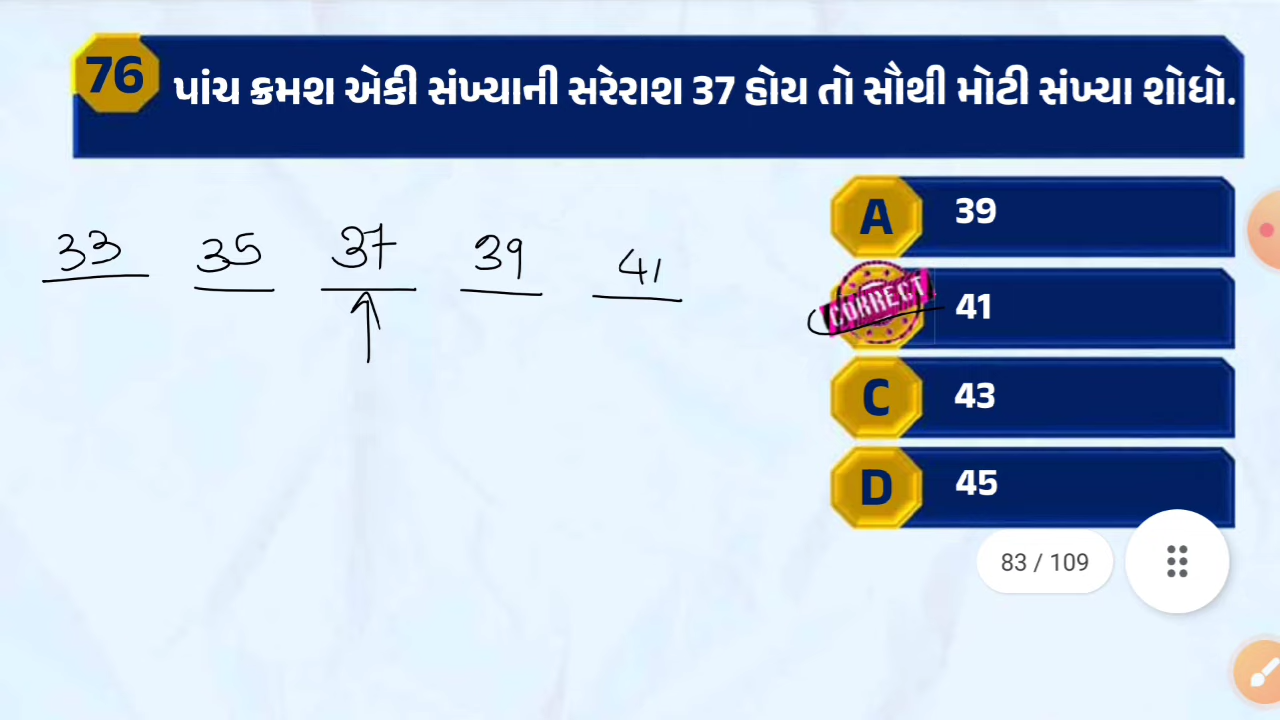 76
પાંચ ક્રમશ એકી સંખ્યાની સરેરાશ 37 હોય તો સૌથી મોટી સંખ્યા શોધો.
33 35 37 39 41
A 39
CORRECT 41
C 43
D 45
83 / 109